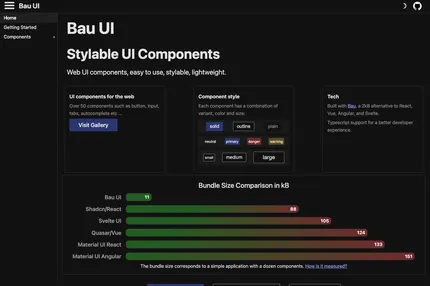 Bau UI
Home
Getting Started
Components
Bau UI
Stylable UI Components
Web UI components, easy to use, stylable, lightweight.
UI components for the web
Over 50 components such as button, input,
tabs, autocomplete etc ...
Visit Gallery
Component style
Each component has a combination of
variant, color and size:
solid
outline
plain
neutral
primary
danger
warning
small
medium
large
Tech
Built with Bau, a 2kB alternative to React,
Vue, Angular, and Svelte.
Typescript support for a better developer
experience.
Bundle Size Comparison in kB
Bau UI 11
Shadcn/React 88
Svelte UI 105
Quasar/Vue 124
Material UI React 133
Material UI Angular 151
The bundle size corresponds to a simple application with a dozen components. How is it measured?